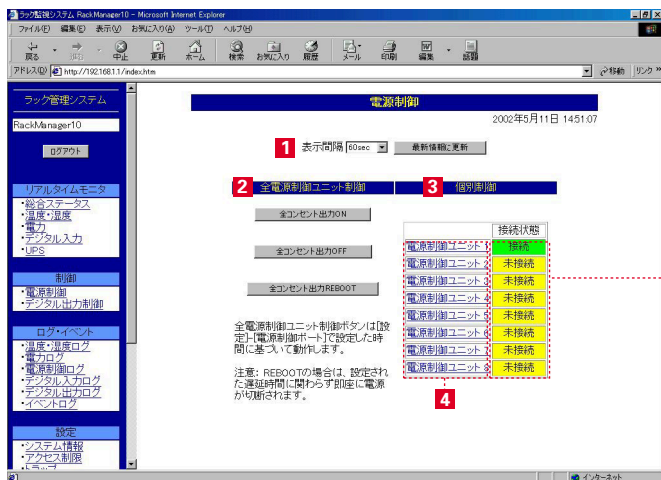 ラック監視システム RackManager10 - Microsoft Internet Explorer
ファイル(F) 編集(E) 表示(V) お気に入り(A) ツール(T) ヘルプ(H)
戻る 進む 中止 更新 ホーム 検索 お気に入り 履歴 メール 印刷 編集 話題
アドレス(D) http://192.168.1.1/index.htm 移動 リンク »
ラック管理システム
RackManager10
ログアウト
リアルタイムモニタ
・総合ステータス
・温度・湿度
・電力
・デジタル入力
・UPS
制御
・電源制御
・デジタル出力制御
ログ・イベント
・温度・湿度ログ
・電力ログ
・電源制御ログ
・デジタル入力ログ
・デジタル出力ログ
・イベントログ
設定
・システム情報
・アクセス制限
・トラップ
電源制御
2002年5月11日 14:51:07
1 表示間隔 60sec 最新情報に更新
2 全電源制御ユニット制御
全コンセント出力ON
全コンセント出力OFF
全コンセント出力REBOOT
全電源制御ユニット制御ボタンは[設
定]-[電源制御ポート]で設定した時
間に基づいて動作します。
注意: REBOOTの場合は、設定され
た遅延時間に関わらず即座に電源
が切断されます。
3 個別制御
接続状態
電源制御ユニット 1 接続
電源制御ユニット 2 未接続
電源制御ユニット 3 未接続
電源制御ユニット 4 未接続
電源制御ユニット 5 未接続
電源制御ユニット 6 未接続
電源制御ユニット 7 未接続
電源制御ユニット 8 未接続
4
インターネット